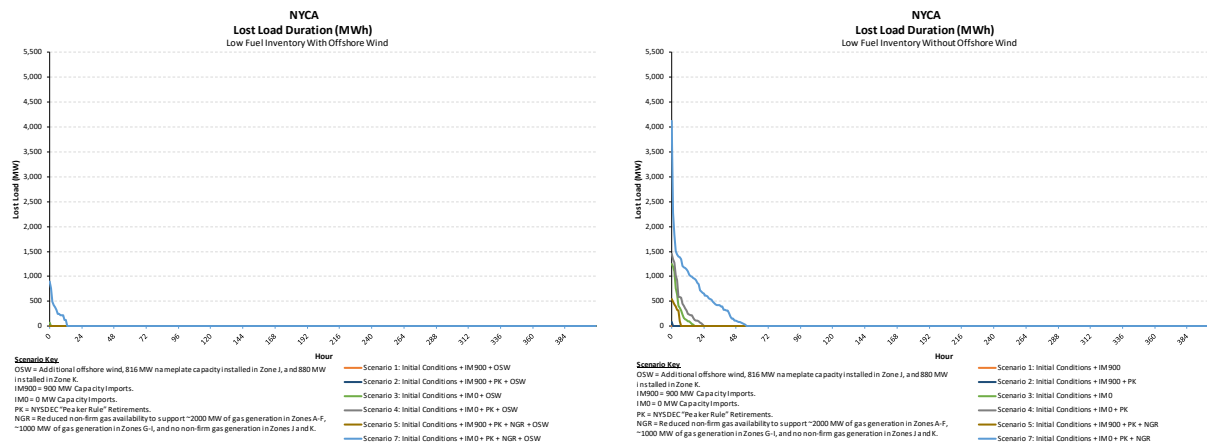 NYCA
Lost Load Duration (MWh)
Low Fuel Inventory With Offshore Wind
5,500
5,000
4,500
4,000
3,500
3,000
2,500
2,000
1,500
1,000
500
0
Lost Load (MW)
0 24 48 72 96 120 144 168 192 216 240 264 288 312 336 360 384
Hour
Scenario Key
OSW = Additional offshore wind, 816 MW nameplate capacity installed in Zone J, and 880 MW
installed in Zone K.
IM900= 900 MW Capacity Imports.
IM0 = 0 MW Capacity Imports.
PK = NYSDEC "Peaker Rule" Retirements.
NGR = Reduced non-firm gas availability to support ~2000 MW of gas generation in Zones A-F,
~1000 MW of gas generation in Zones G-I, and no non-firm gas generation in Zones J and K.
Scenario 1: Initial Conditions + IM900 + OSW
Scenario 2: Initial Conditions + IM900 + PK + OSW
Scenario 3: Initial Conditions + IM0 + OSW
Scenario 4: Initial Conditions + IM0 + PK + OSW
Scenario 5: Initial Conditions + IM900 + PK + NGR + OSW
Scenario 7: Initial Conditions + IM0 + PK + NGR + OSW
NYCA
Lost Load Duration (MWh)
Low Fuel Inventory Without Offshore Wind
5,500
5,000
4,500
4,000
3,500
3,000
2,500
2,000
1,500
1,000
500
0
Lost Load (MW)
0 24 48 72 96 120 144 168 192 216 240 264 288 312 336 360 384
Hour
Scenario Key
OSW = Additional offshore wind, 816 MW nameplate capacity installed in Zone J, and 880 MW
installed in Zone K.
IM900= 900 MW Capacity Imports.
IM0 = 0 MW Capacity Imports.
PK = NYSDEC "Peaker Rule" Retirements.
NGR = Reduced non-firm gas availability to support ~2000 MW of gas generation in Zones A-F,
~1000 MW of gas generation in Zones G-I, and no non-firm gas generation in Zones J and K.
Scenario 1: Initial Conditions + IM900
Scenario 2: Initial Conditions + IM900 + PK
Scenario 3: Initial Conditions + IM0
Scenario 4: Initial Conditions + IM0 + PK
Scenario 5: Initial Conditions + IM900 + PK + NGR
Scenario 7: Initial Conditions + IM0 + PK + NGR